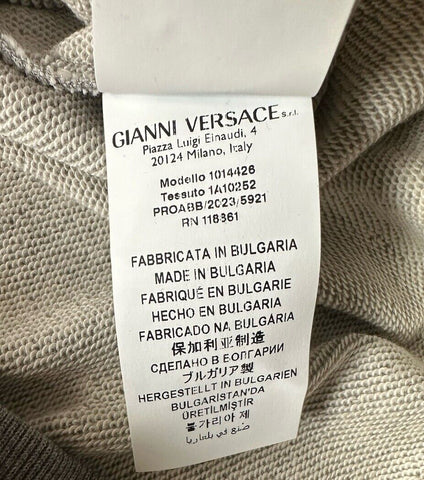 GIANNI VERSACE s.r.l.
Piazza Luigi Einaudi, 4
20124 Milano, Italy
Modello 1014426
Tessuto 1A10252
PROABB/2023/5921
RN 118361
FABBRICATA IN BULGARIA
MADE IN BULGARIA
FABRIQUÉ EN BULGARIE
HECHO EN BULGARIA
FABRICADO NA BULGÁRIA
保加利亚制造
СДЕЛАНО В БОЛГАРИИ
ブルガリア製
HERGESTELLT IN BULGARIEN
BULGARISTAN'DA
ÜRETİLMİŞTİR
불가리아 제
صنع في بلغاريا